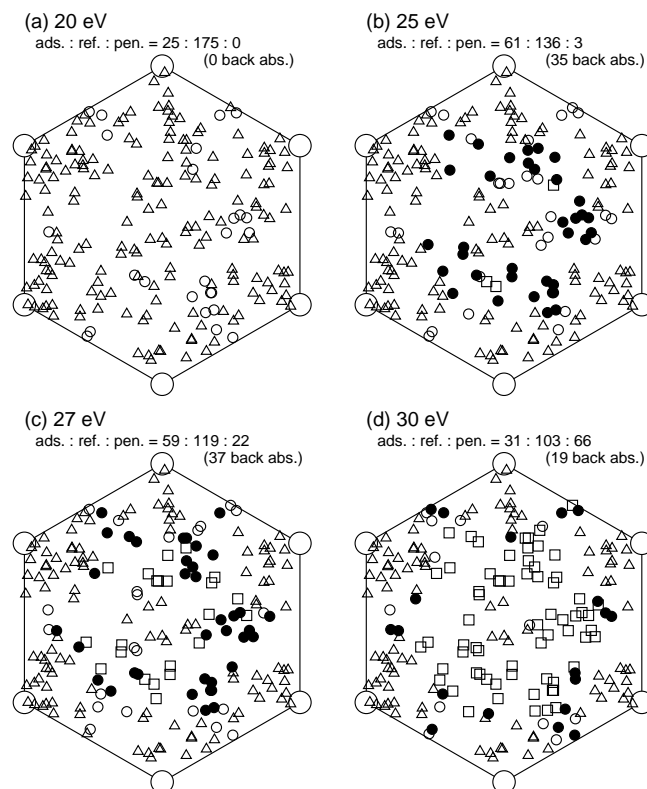 (a) 20 eV
ads. : ref. : pen. = 25 : 175 : 0
(0 back abs.)
(b) 25 eV
ads. : ref. : pen. = 61 : 136 : 3
(35 back abs.)
(c) 27 eV
ads. : ref. : pen. = 59 : 119 : 22
(37 back abs.)
(d) 30 eV
ads. : ref. : pen. = 31 : 103 : 66
(19 back abs.)